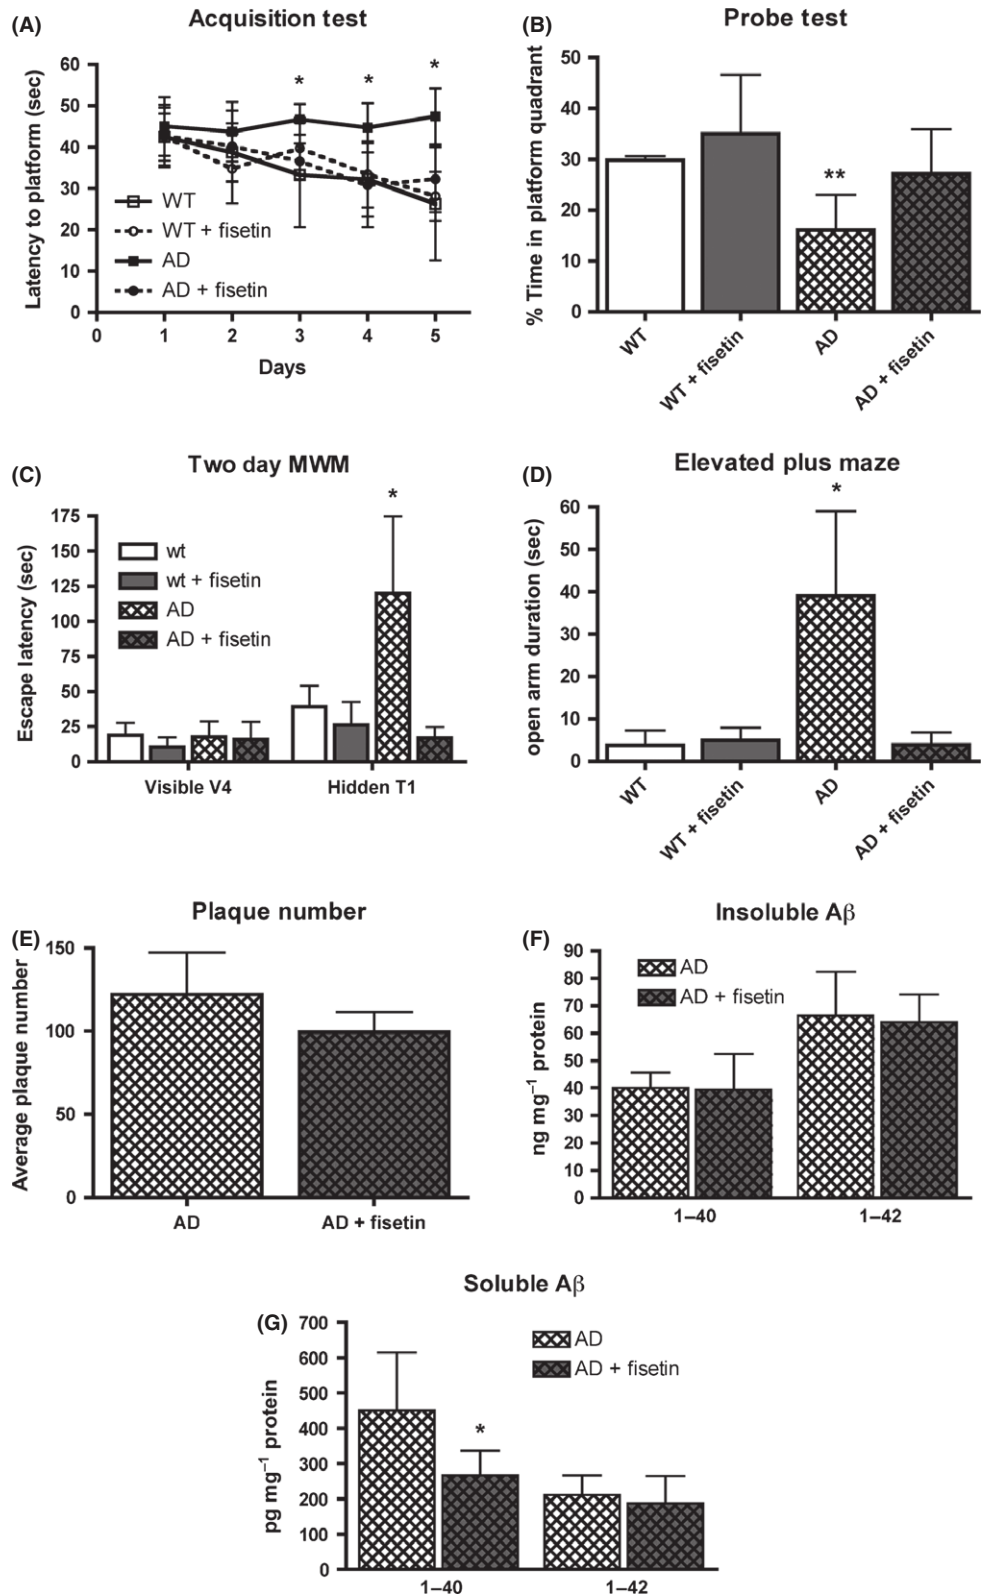 (A)
Acquisition test
Latency to platform (sec)
60
50
40
30
20
10
0
* * *
WT
WT + fisetin
AD
AD + fisetin
0 1 2 3 4 5
Days
(B)
Probe test
% Time in platform quadrant
50
40
30
20
10
0
**
WT
WT + fisetin
AD
AD + fisetin
(C)
Two day MWM
Escape latency (sec)
175
150
125
100
75
50
25
0
*
wt
wt + fisetin
AD
AD + fisetin
Visible V4 Hidden T1
(D)
Elevated plus maze
open arm duration (sec)
60
50
40
30
20
10
0
*
WT
WT + fisetin
AD
AD + fisetin
(E)
Plaque number
Average plaque number
150
100
50
0
AD AD + fisetin
(F)
Insoluble Aβ
ng mg⁻¹ protein
90
80
70
60
50
40
30
20
10
0
AD
AD + fisetin
1–40 1–42
(G)
Soluble Aβ
pg mg⁻¹ protein
700
600
500
400
300
200
100
0
*
AD
AD + fisetin
1–40 1–42